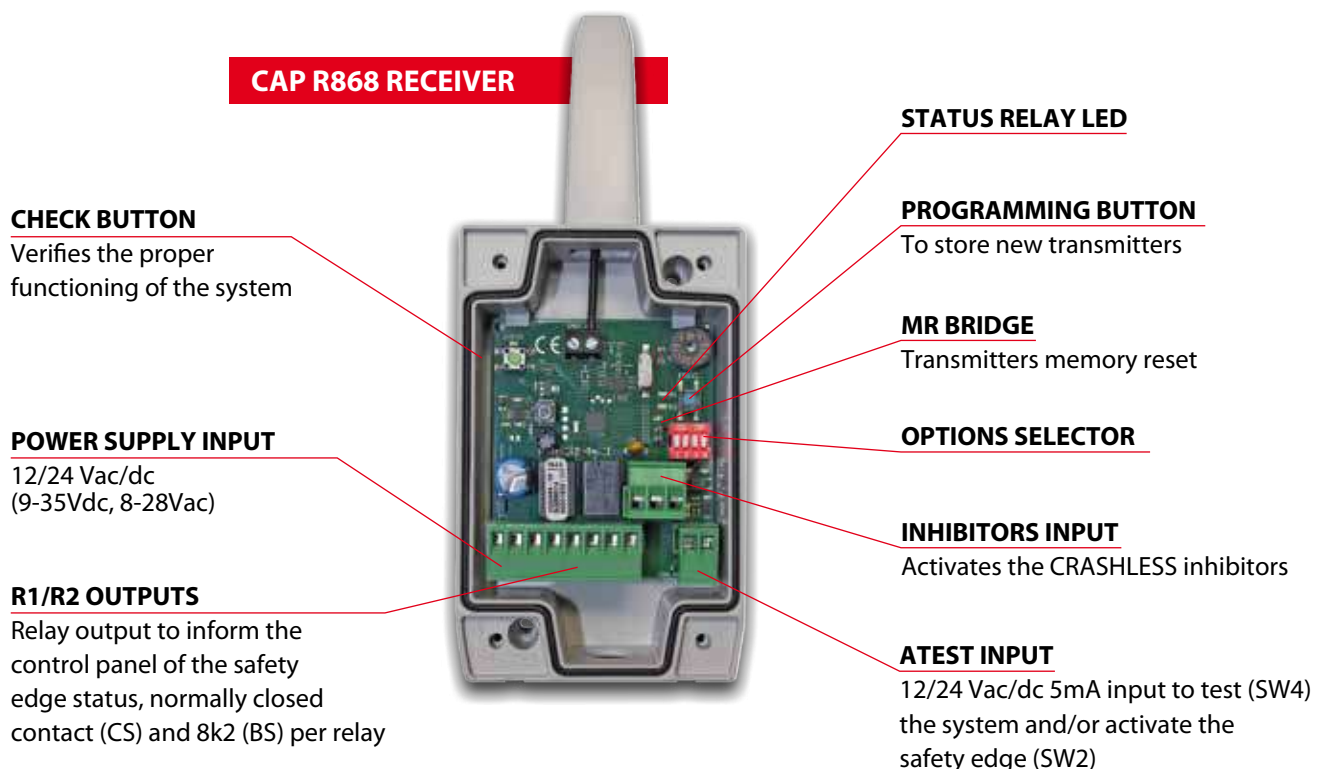 CAP R868 RECEIVER
CHECK BUTTON
Verifies the proper
functioning of the system
POWER SUPPLY INPUT
12/24 Vac/dc
(9-35Vdc, 8-28Vac)
R1/R2 OUTPUTS
Relay output to inform the
control panel of the safety
edge status, normally closed
contact (CS) and 8k2 (BS) per relay
STATUS RELAY LED
PROGRAMMING BUTTON
To store new transmitters
MR BRIDGE
Transmitters memory reset
OPTIONS SELECTOR
INHIBITORS INPUT
Activates the CRASHLESS inhibitors
ATEST INPUT
12/24 Vac/dc 5mA input to test (SW4)
the system and/or activate the
safety edge (SW2)
CE